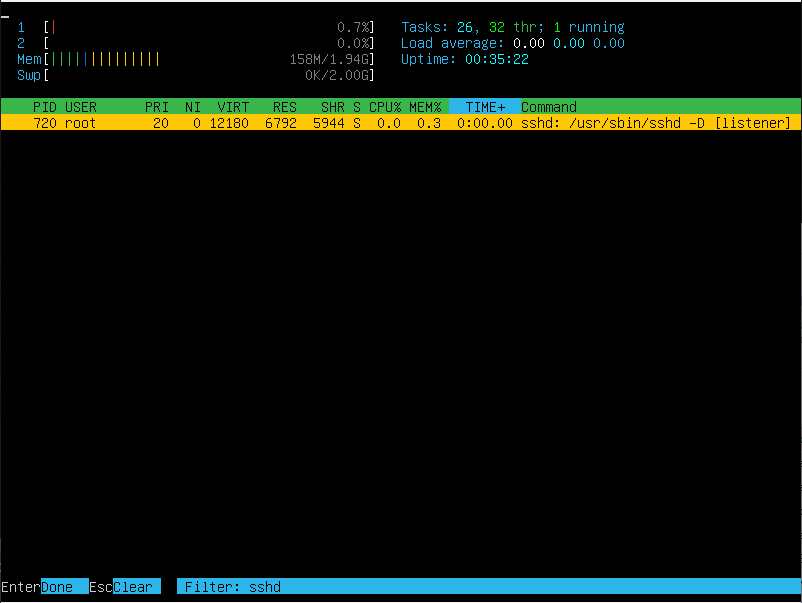 1 [| 0.7%] Tasks: 26, 32 thr; 1 running
2 [ 0.0%] Load average: 0.00 0.00 0.00
Mem[|||||||||||||| 158M/1.94G] Uptime: 00:35:22
Swp[ 0K/2.00G]
PID USER PRI NI VIRT RES SHR S CPU% MEM% TIME+ Command
720 root 20 0 12180 6792 5944 S 0.0 0.3 0:00.00 sshd: /usr/sbin/sshd -D [listener]
EnterDone EscClear Filter: sshd